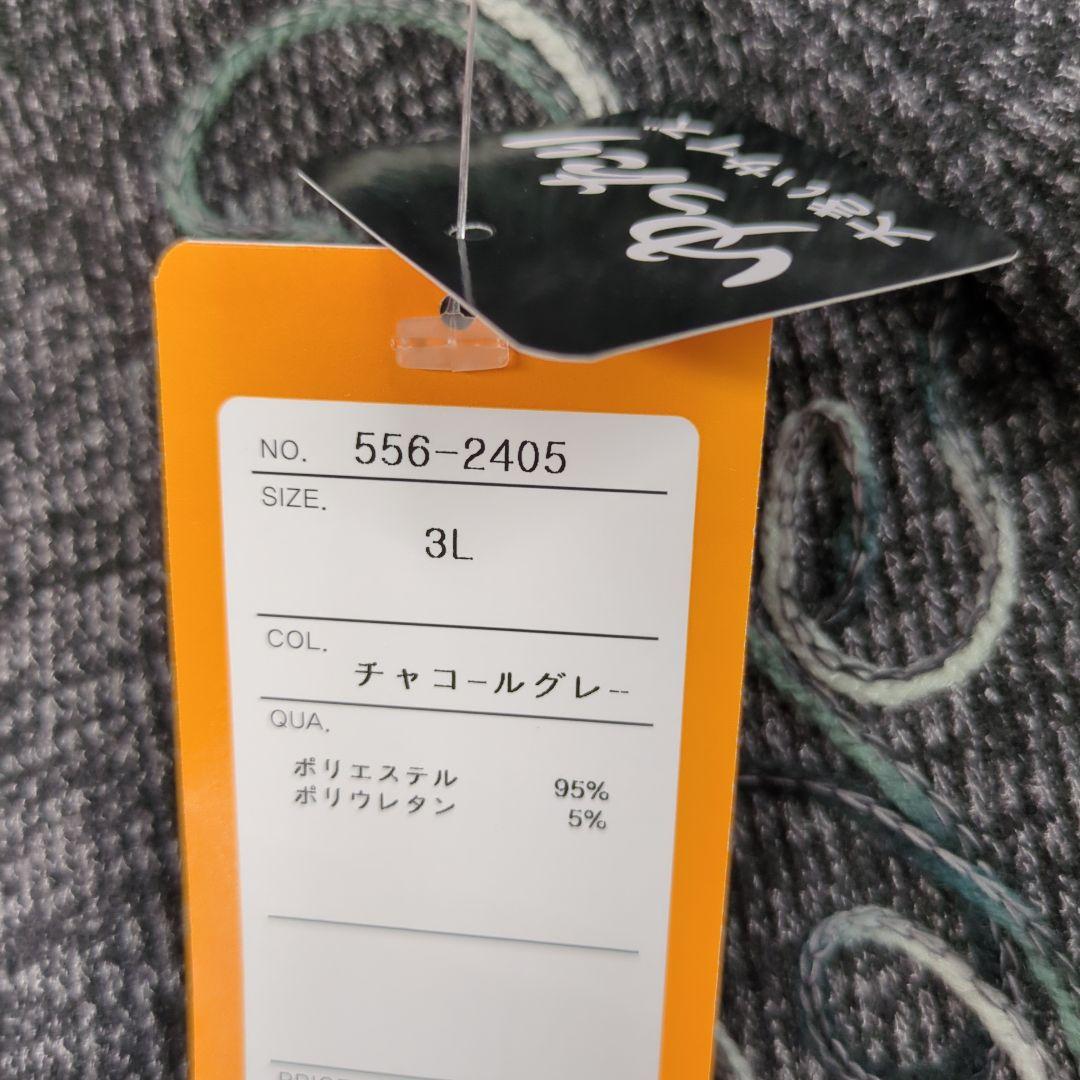 NO. 556-2405
SIZE.
3L
COL.
チャコールグレー
QUA.
ポリエステル 95%
ポリウレタン 5%